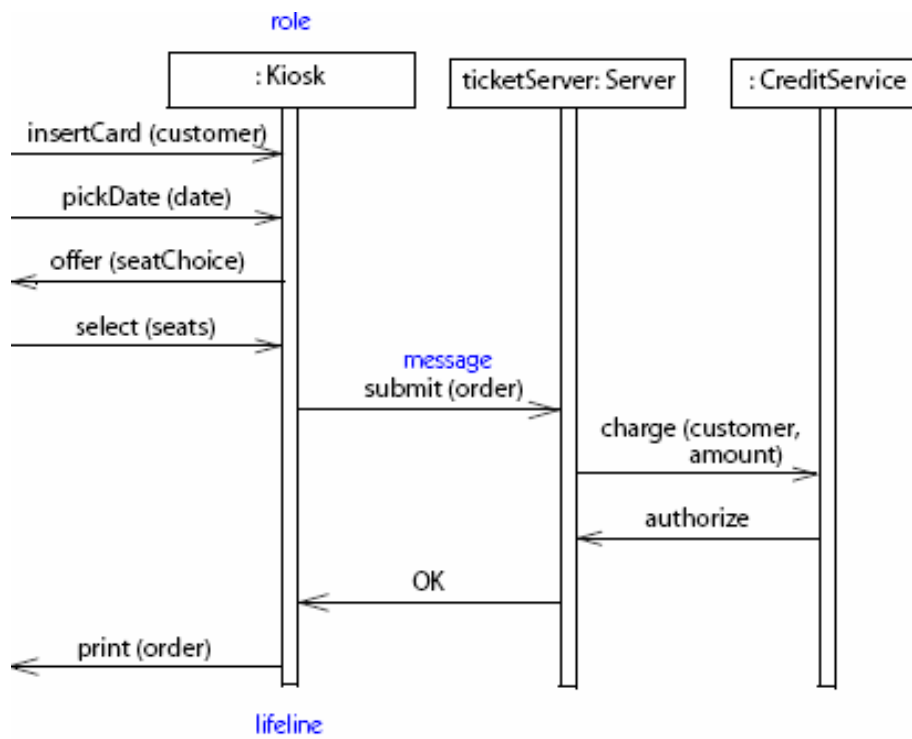 role
: Kiosk
ticketServer: Server
: CreditService
insertCard (customer)
pickDate (date)
offer (seatChoice)
select (seats)
message
submit (order)
charge (customer,
amount)
authorize
OK
print (order)
lifeline